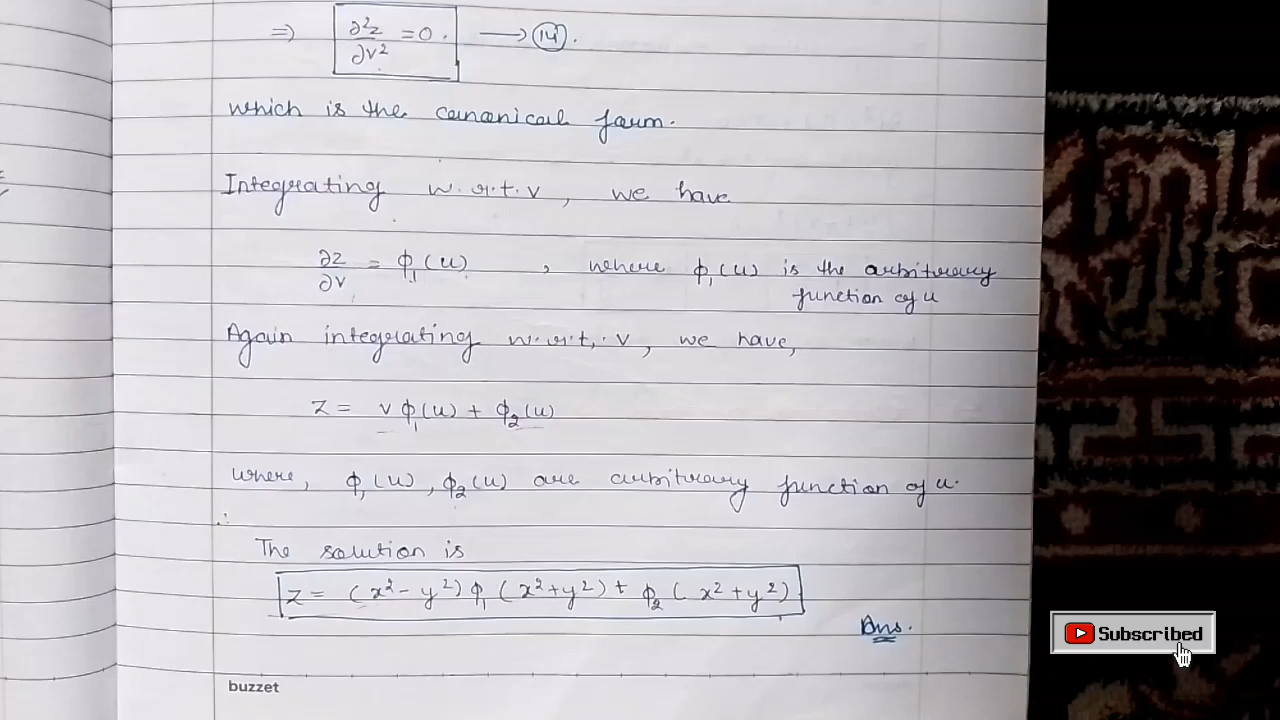 ⇒ ∂²z/∂v² = 0. → (14).
which is the canonical form.
Integrating w.r.t. v, we have
∂z/∂v = ϕ₁(u) , where ϕ₁(u) is the arbitrary
function of u
Again integrating w.r.t. v, we have,
z = vϕ₁(u) + ϕ₂(u)
where, ϕ₁(u), ϕ₂(u) are arbitrary function of u.
∴
The solution is
z = (x² - y²) ϕ₁ (x² + y²) + ϕ₂ (x² + y²)
Ans.
Subscribed
buzzet